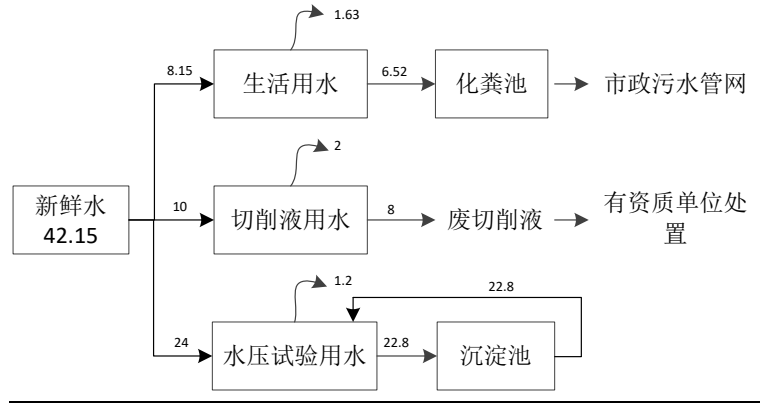 1.63
8.15
生活用水
6.52
化粪池
市政污水管网
2
新鲜水
42.15
10
切削液用水
8
废切削液
有资质单位处
置
1.2
22.8
24
水压试验用水
22.8
沉淀池